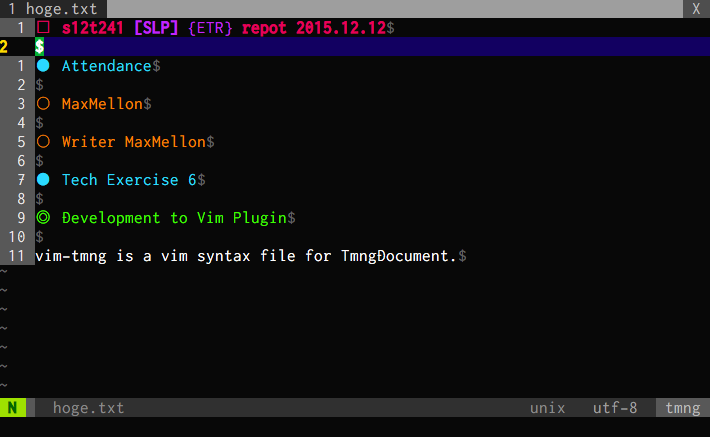 1 hoge.txt X
1 □ s12t241 [SLP] {ETR} repot 2015.12.12$
2 $
1 ● Attendance$
2 $
3 ○ MaxMellon$
4 $
5 ○ Writer MaxMellon$
6 $
7 ● Tech Exercise 6$
8 $
9 ◎ Development to Vim Plugin$
10 $
11 vim-tmng is a vim syntax file for TmngDocument.$
~
~
~
~
~
~
~
N hoge.txt unix utf-8 tmng